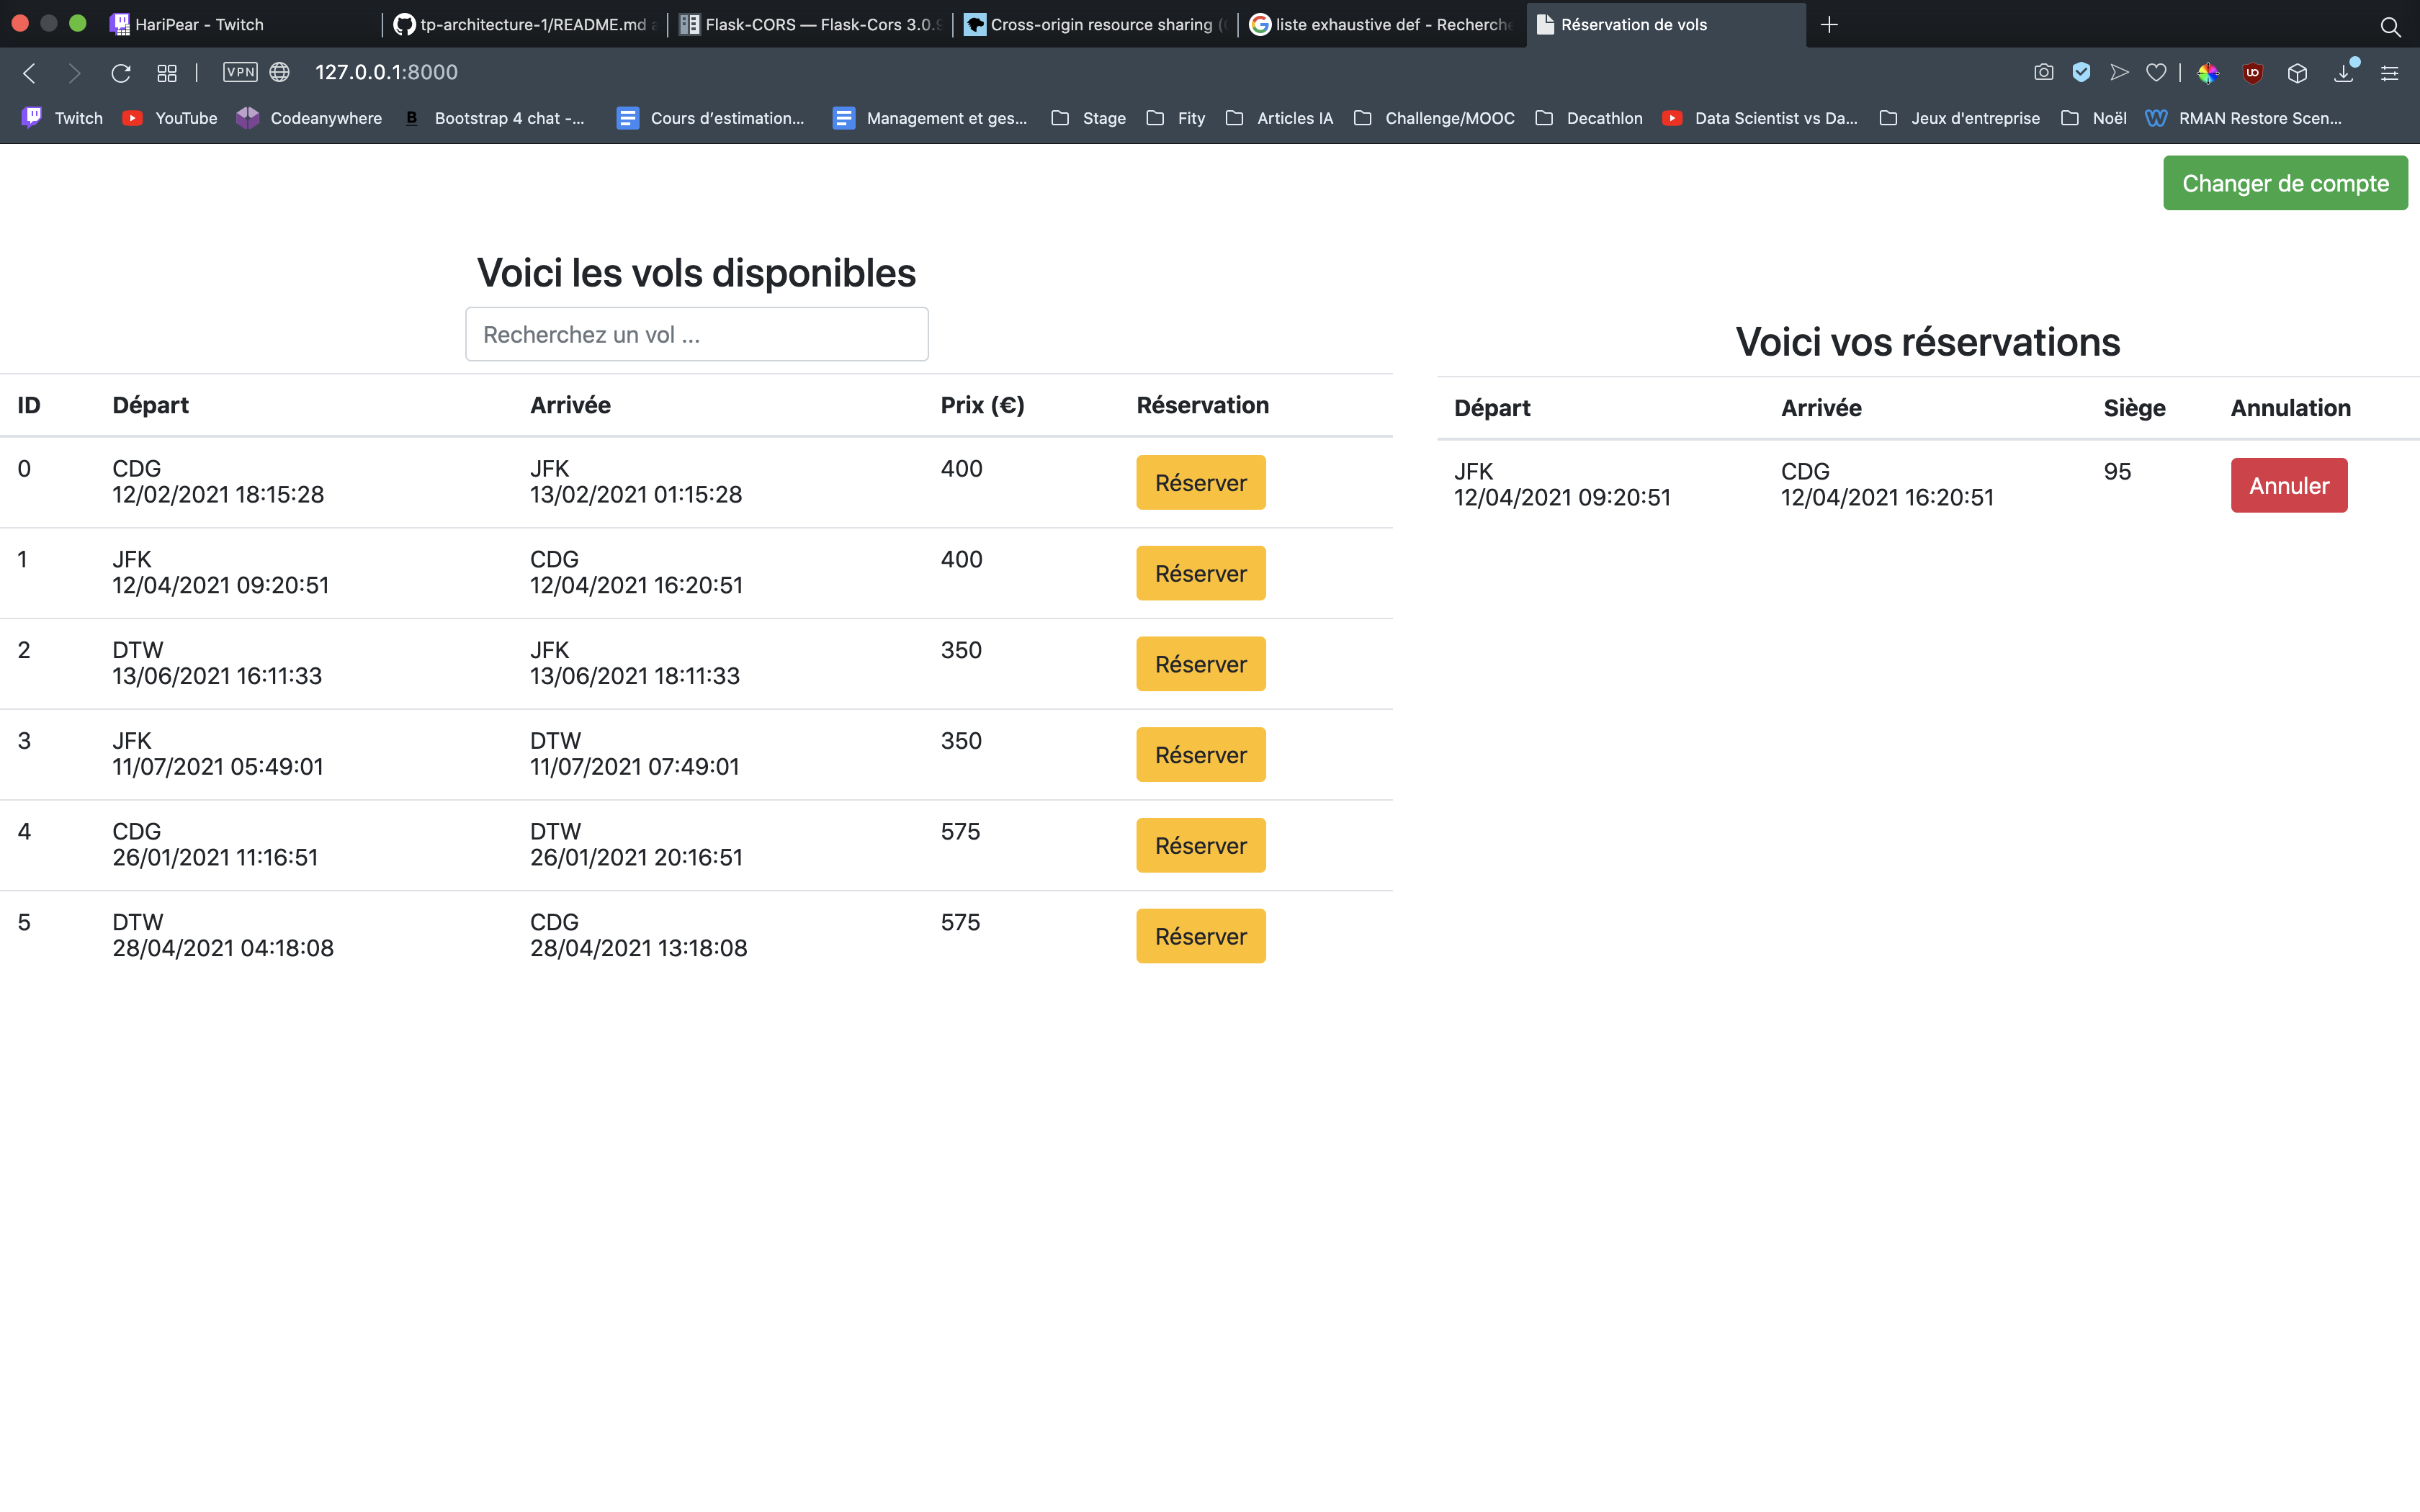 HariPear - Twitch
tp-architecture-1/README.md a
Flask-CORS — Flask-Cors 3.0.9
Cross-origin resource sharing (
liste exhaustive def - Recherche
Réservation de vols
VPN
127.0.0.1:8000
Twitch
YouTube
Codeanywhere
Bootstrap 4 chat -...
Cours d'estimation...
Management et ges...
Stage
Fity
Articles IA
Challenge/MOOC
Decathlon
Data Scientist vs Da...
Jeux d'entreprise
Noël
RMAN Restore Scen...
Changer de compte
Voici les vols disponibles
Recherchez un vol ...
ID Départ Arrivée Prix (€) Réservation
0 CDG JFK 400 Réserver
12/02/2021 18:15:28 13/02/2021 01:15:28
1 JFK CDG 400 Réserver
12/04/2021 09:20:51 12/04/2021 16:20:51
2 DTW JFK 350 Réserver
13/06/2021 16:11:33 13/06/2021 18:11:33
3 JFK DTW 350 Réserver
11/07/2021 05:49:01 11/07/2021 07:49:01
4 CDG DTW 575 Réserver
26/01/2021 11:16:51 26/01/2021 20:16:51
5 DTW CDG 575 Réserver
28/04/2021 04:18:08 28/04/2021 13:18:08
Voici vos réservations
Départ Arrivée Siège Annulation
JFK CDG 95 Annuler
12/04/2021 09:20:51 12/04/2021 16:20:51